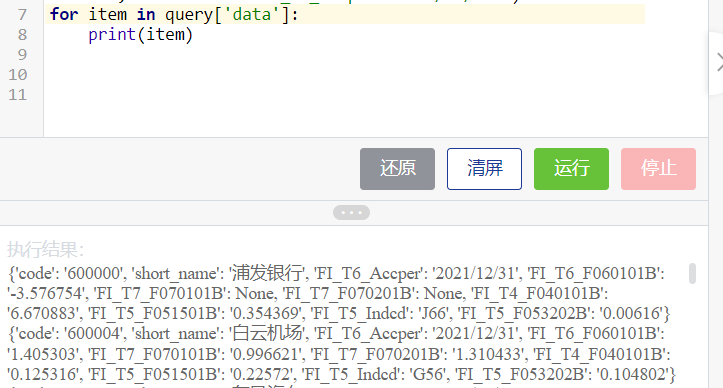 7 for item in query['data']:
8 print(item)
9
10
11
还原 清屏 运行 停止
执行结果:
{'code': '600000', 'short_name': '浦发银行', 'FI_T6_Accper': '2021/12/31', 'FI_T6_F060101B':
'-3.576754', 'FI_T7_F070101B': None, 'FI_T7_F070201B': None, 'FI_T4_F040101B':
'6.670883', 'FI_T5_F051501B': '0.354369', 'FI_T5_Indcd': 'J66', 'FI_T5_F053202B': '0.00616'}
{'code': '600004', 'short_name': '白云机场', 'FI_T6_Accper': '2021/12/31', 'FI_T6_F060101B':
'1.405303', 'FI_T7_F070101B': '0.996621', 'FI_T7_F070201B': '1.310433', 'FI_T4_F040101B':
'0.125316', 'FI_T5_F051501B': '0.22572', 'FI_T5_Indcd': 'G56', 'FI_T5_F053202B': '0.104802'}